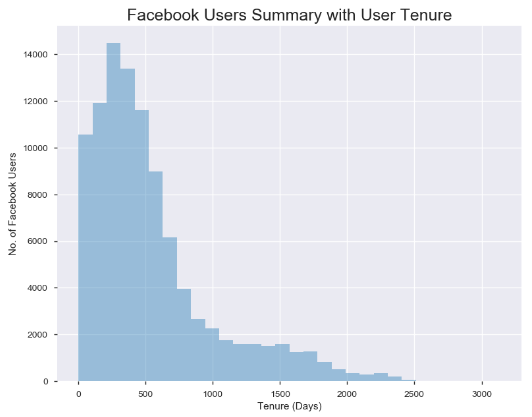 Facebook Users Summary with User Tenure
14000
12000
10000
8000
6000
4000
2000
0
No. of Facebook Users
0 500 1000 1500 2000 2500 3000
Tenure (Days)